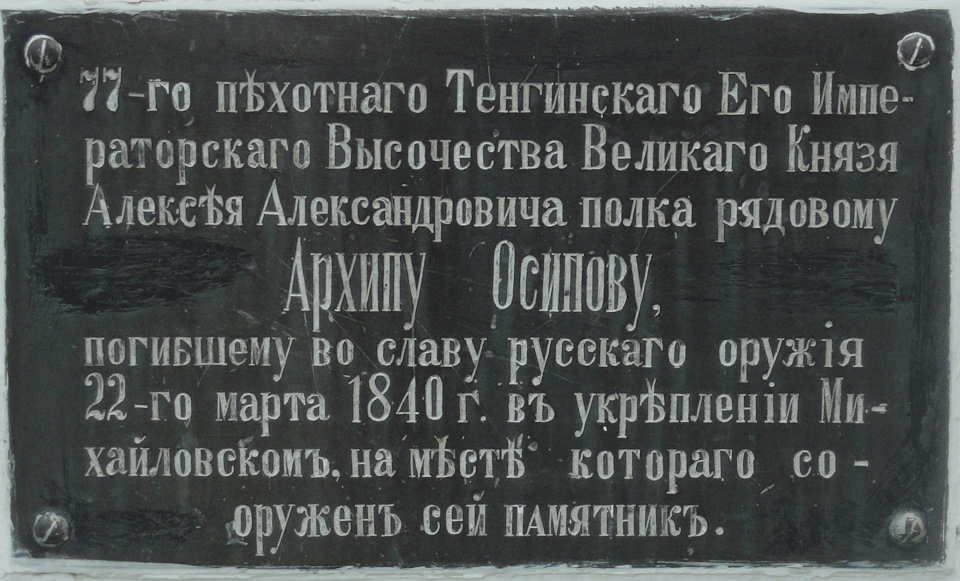 77-го пѣхотнаго Тенгинскаго Его Импе-
раторскаго Высочества Великаго Князя
Алексѣя Александровича полка рядовому
Архипу Осипову,
погибшему во славу русскаго оружія
22-го марта 1840 г. въ укрѣпленіи Ми-
хайловскомъ, на мѣстѣ котораго со-
оруженъ сей памятникъ.